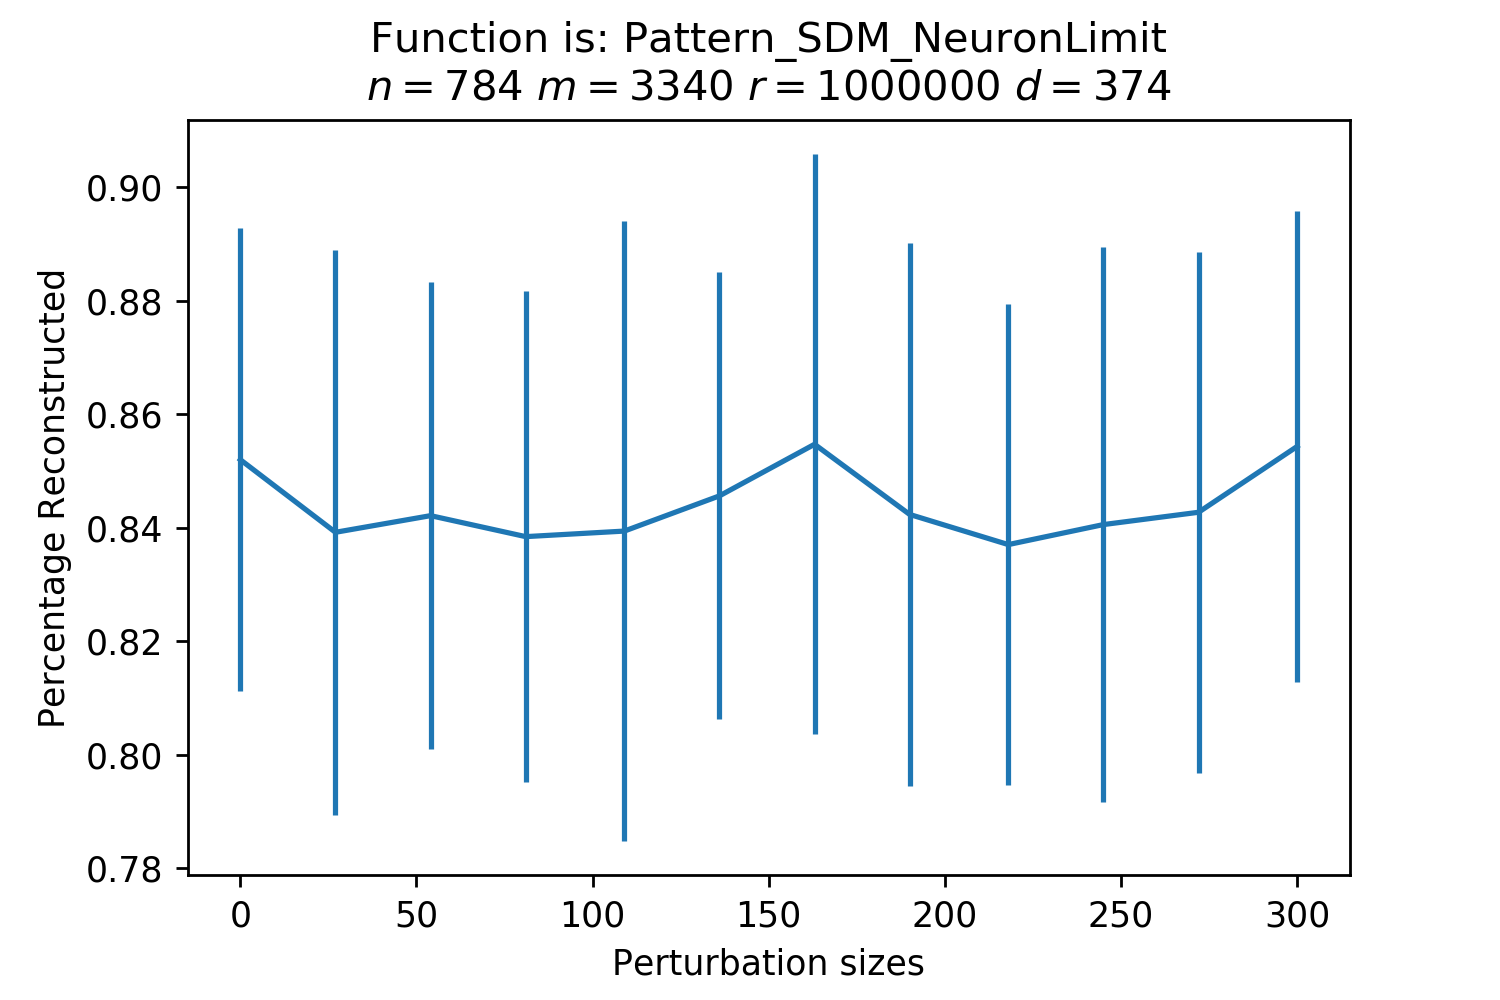 Function is: Pattern_SDM_NeuronLimit
n = 784 m = 3340 r = 1000000 d = 374
0.90
0.88
0.86
0.84
0.82
0.80
0.78
Percentage Reconstructed
0 50 100 150 200 250 300
Perturbation sizes